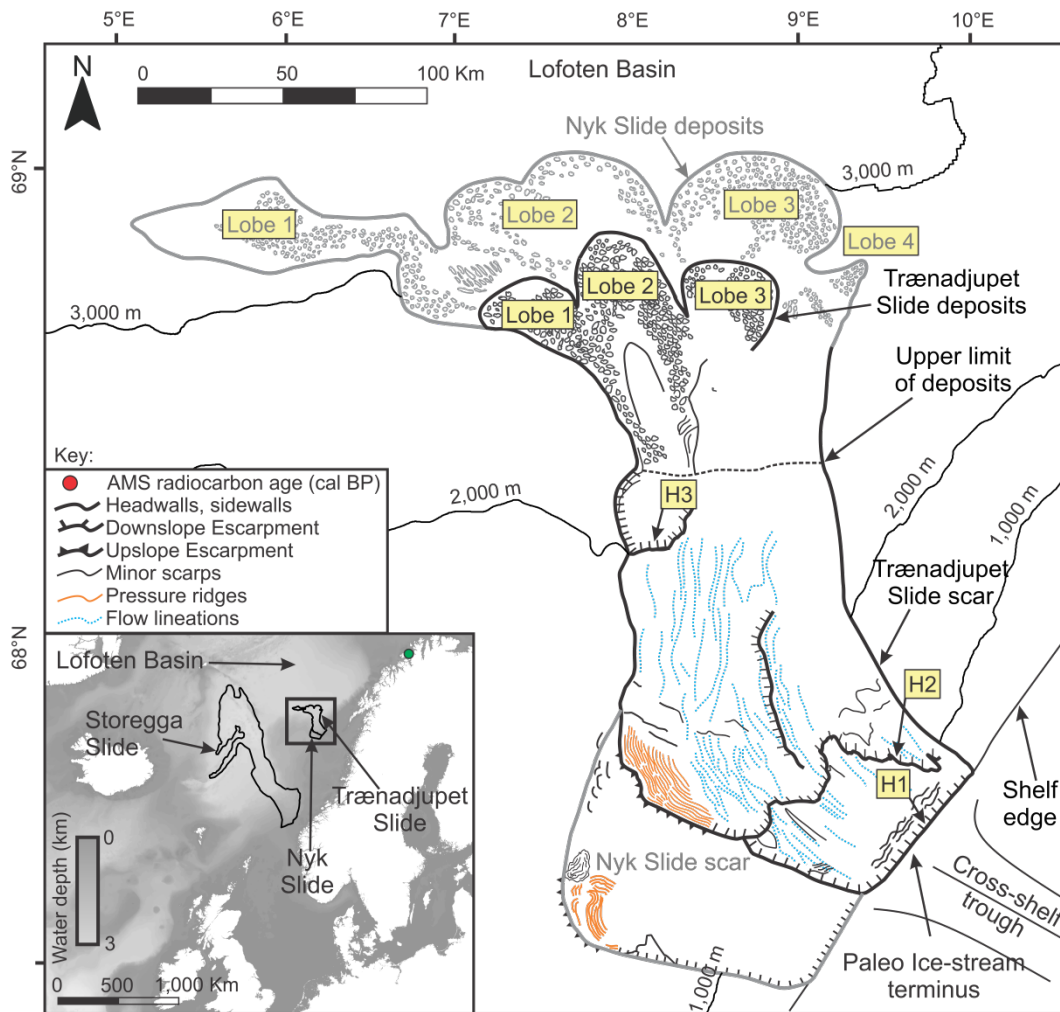 5°E
6°E
7°E
8°E
9°E
10°E
0
50
100 Km
N
Lofoten Basin
Nyk Slide deposits
69°N
3,000 m
Lobe 1
Lobe 2
Lobe 3
Lobe 4
Trænadjupet
Slide deposits
Lobe 1
Lobe 2
Lobe 3
3,000 m
Upper limit
of deposits
Key:
AMS radiocarbon age (cal BP)
Headwalls, sidewalls
Downslope Escarpment
Upslope Escarpment
Minor scarps
Pressure ridges
Flow lineations
2,000 m
H3
2,000 m
1,000 m
Trænadjupet
Slide scar
68°N
H2
H1
Shelf
edge
Cross-shelf
trough
Paleo Ice-stream
terminus
Nyk Slide scar
1,000 m
Lofoten Basin
Storegga
Slide
Trænadjupet
Slide
Nyk
Slide
Water depth (km)
0
3
0
500
1,000 Km